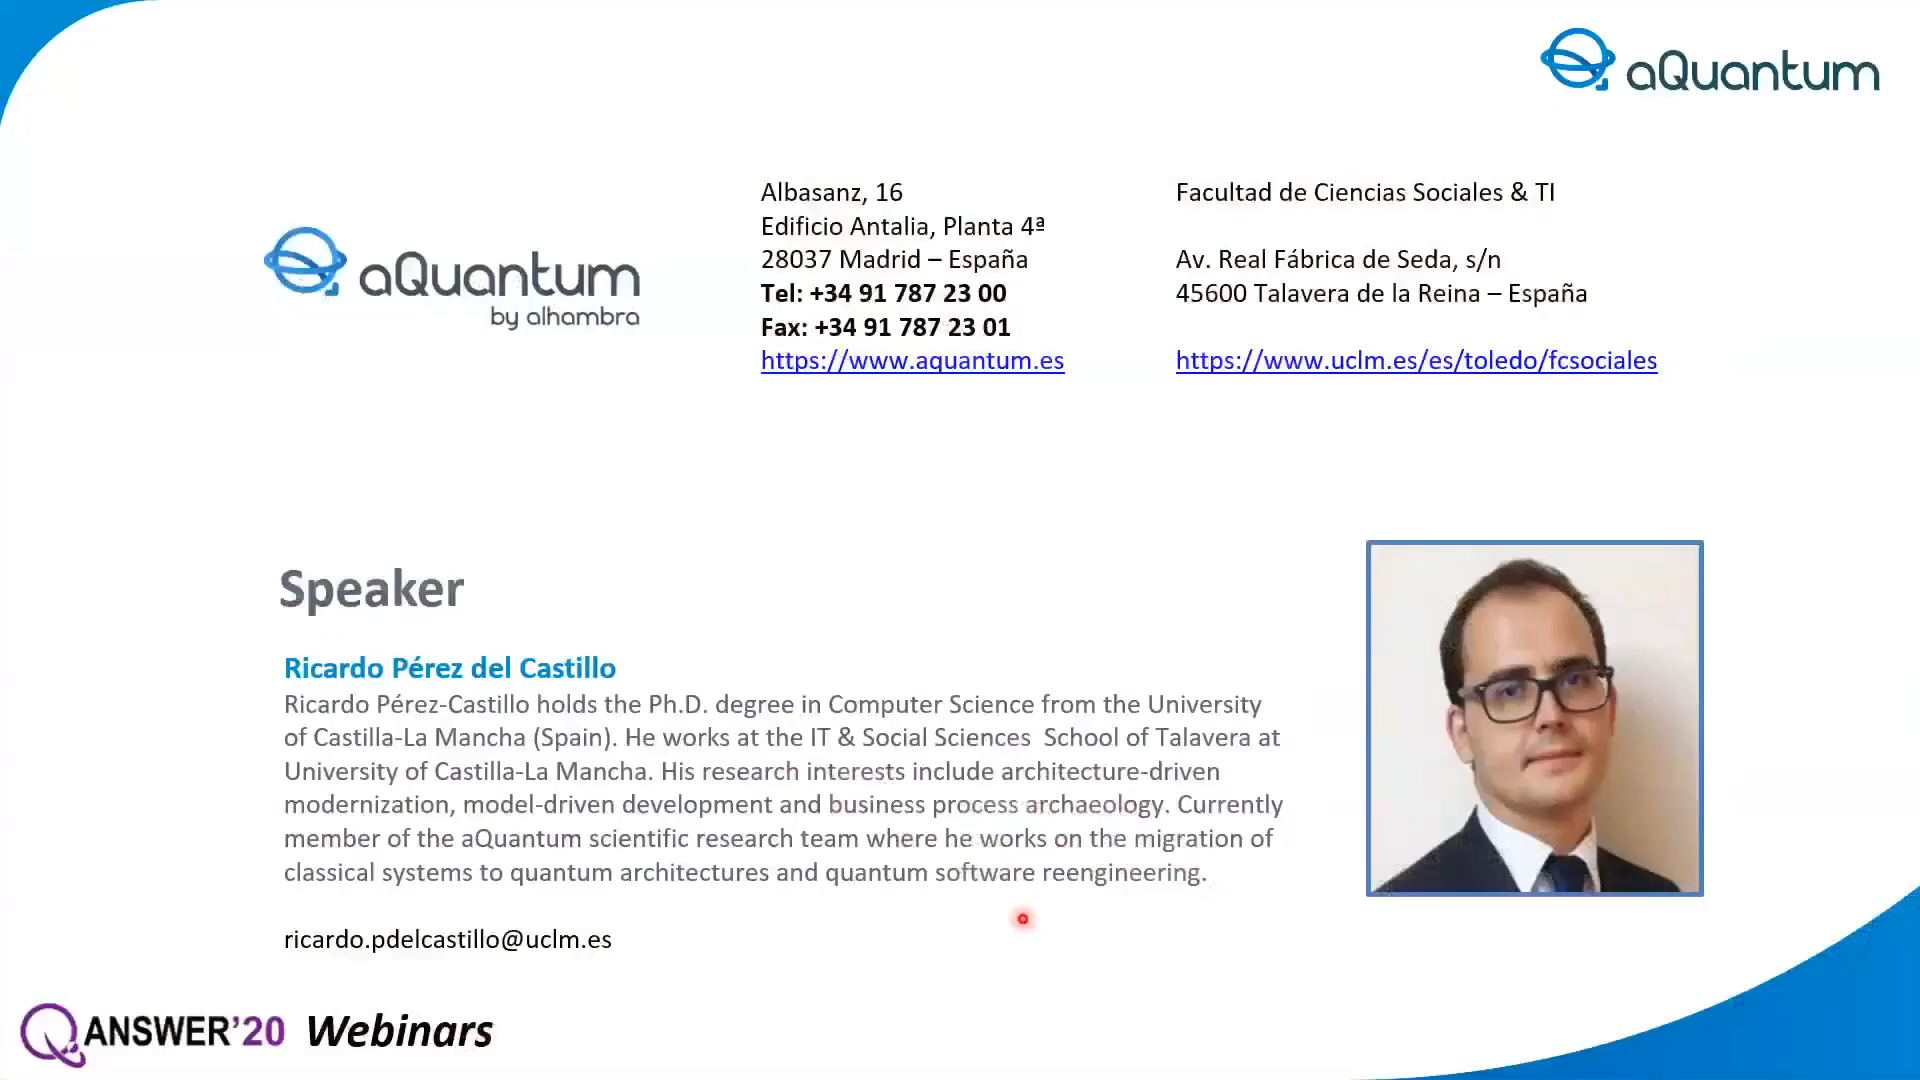 aQuantum
aQuantum
by alhambra
Albasanz, 16
Edificio Antalia, Planta 4ª
28037 Madrid – España
Tel: +34 91 787 23 00
Fax: +34 91 787 23 01
https://www.aquantum.es
Facultad de Ciencias Sociales & TI
Av. Real Fábrica de Seda, s/n
45600 Talavera de la Reina – España
https://www.uclm.es/es/toledo/fcsociales
Speaker
Ricardo Pérez del Castillo
Ricardo Pérez-Castillo holds the Ph.D. degree in Computer Science from the University
of Castilla-La Mancha (Spain). He works at the IT & Social Sciences School of Talavera at
University of Castilla-La Mancha. His research interests include architecture-driven
modernization, model-driven development and business process archaeology. Currently
member of the aQuantum scientific research team where he works on the migration of
classical systems to quantum architectures and quantum software reengineering.
ricardo.pdelcastillo@uclm.es
QANSWER’20 Webinars